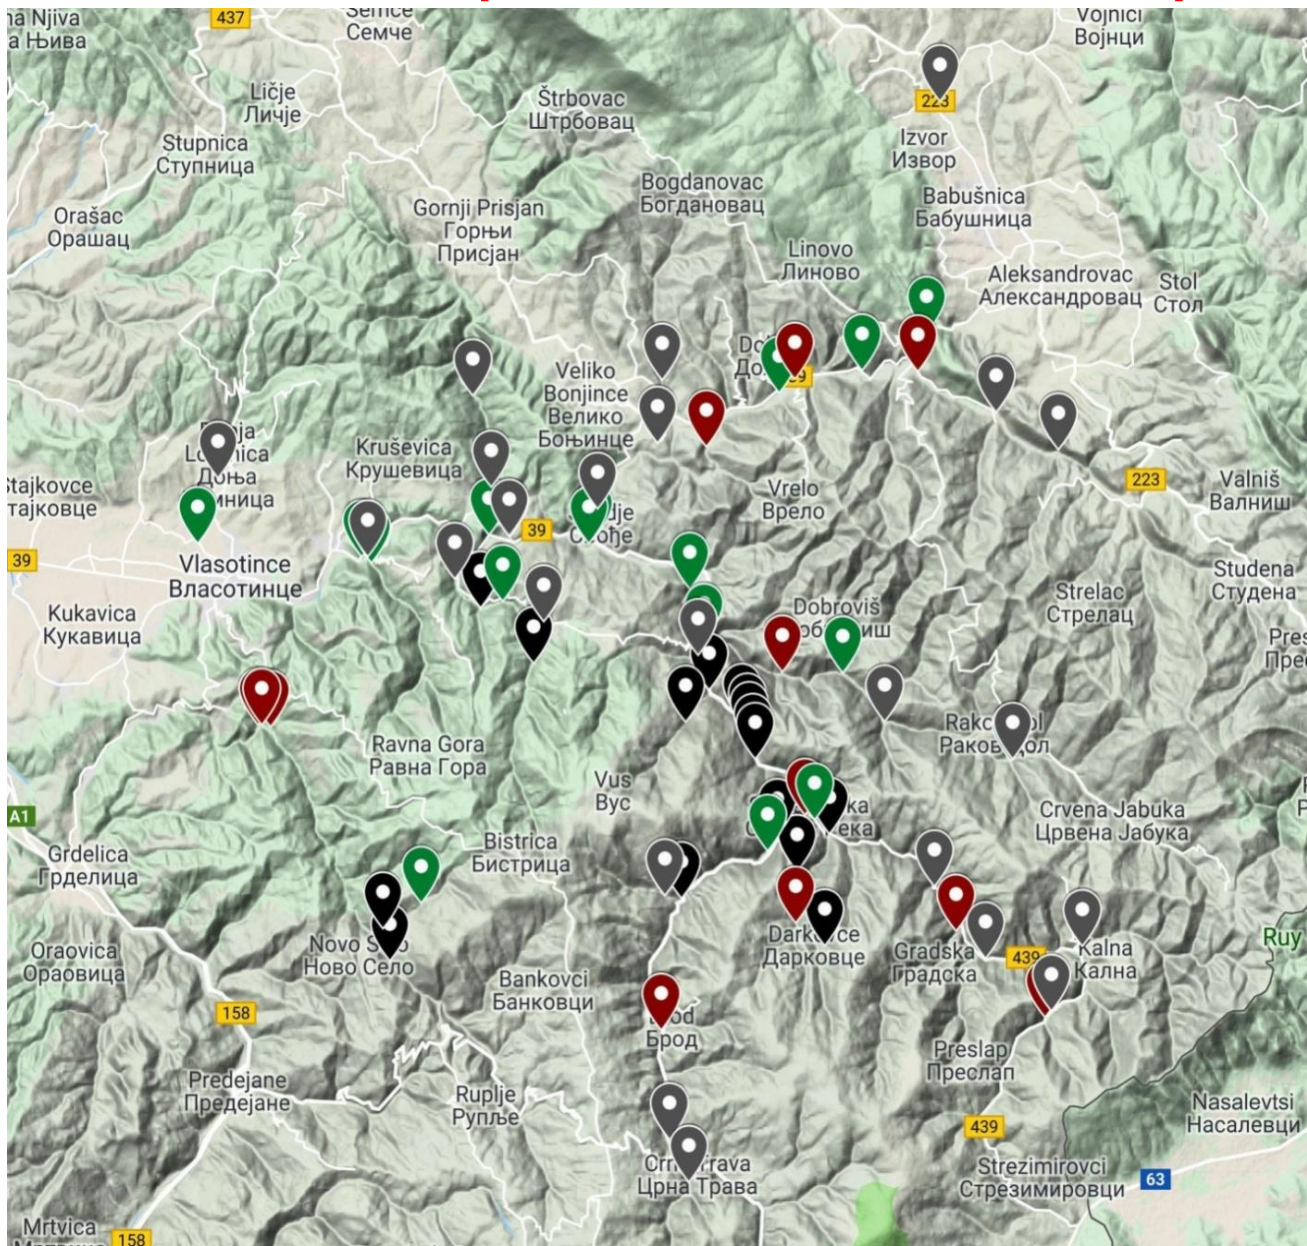 437
Semče
Семче
na Njiva
а Њива
Vojnici
Војнци
Ličje
Личје
223
Štrbovac
Штрбовац
Stupnica
Ступница
Izvor
Извор
Bogdanovac
Богдановац
Babušnica
Бабушница
Orašac
Орашац
Gornji Prisjan
Горњи
Присјан
Linovo
Линово
Aleksandrovac
Александровац
Stol
Стол
Veliko
Bonjince
Велико
Боњинце
Kruševica
Крушевица
Доња
Stajkovce
тајковце
Vrelo
Врело
223
Valniš
Валниш
39
39
Vlasotince
Власотинце
Kukavica
Кукавица
Dobroviš
Strelac
Стрелац
Studena
Студена
Ravna Gora
Равна Гора
Vus
Вус
A1
Crvena Jabuka
Црвена Јабука
Grdelica
Грделица
Bistrica
Бистрица
Oraovica
Ораовица
Ново Село
Darkovce
Дарковце
Gradska
Градска
439
Kalna
Кална
Ruy
Bankovci
Банковци
158
Брод
Preslap
Преслап
Predejane
Предејане
Ruplje
Рупље
439
Nasalevtsi
Насалевци
Црна Трава
Strezimirovci
Стрезимировци
63
Mrtvica
158